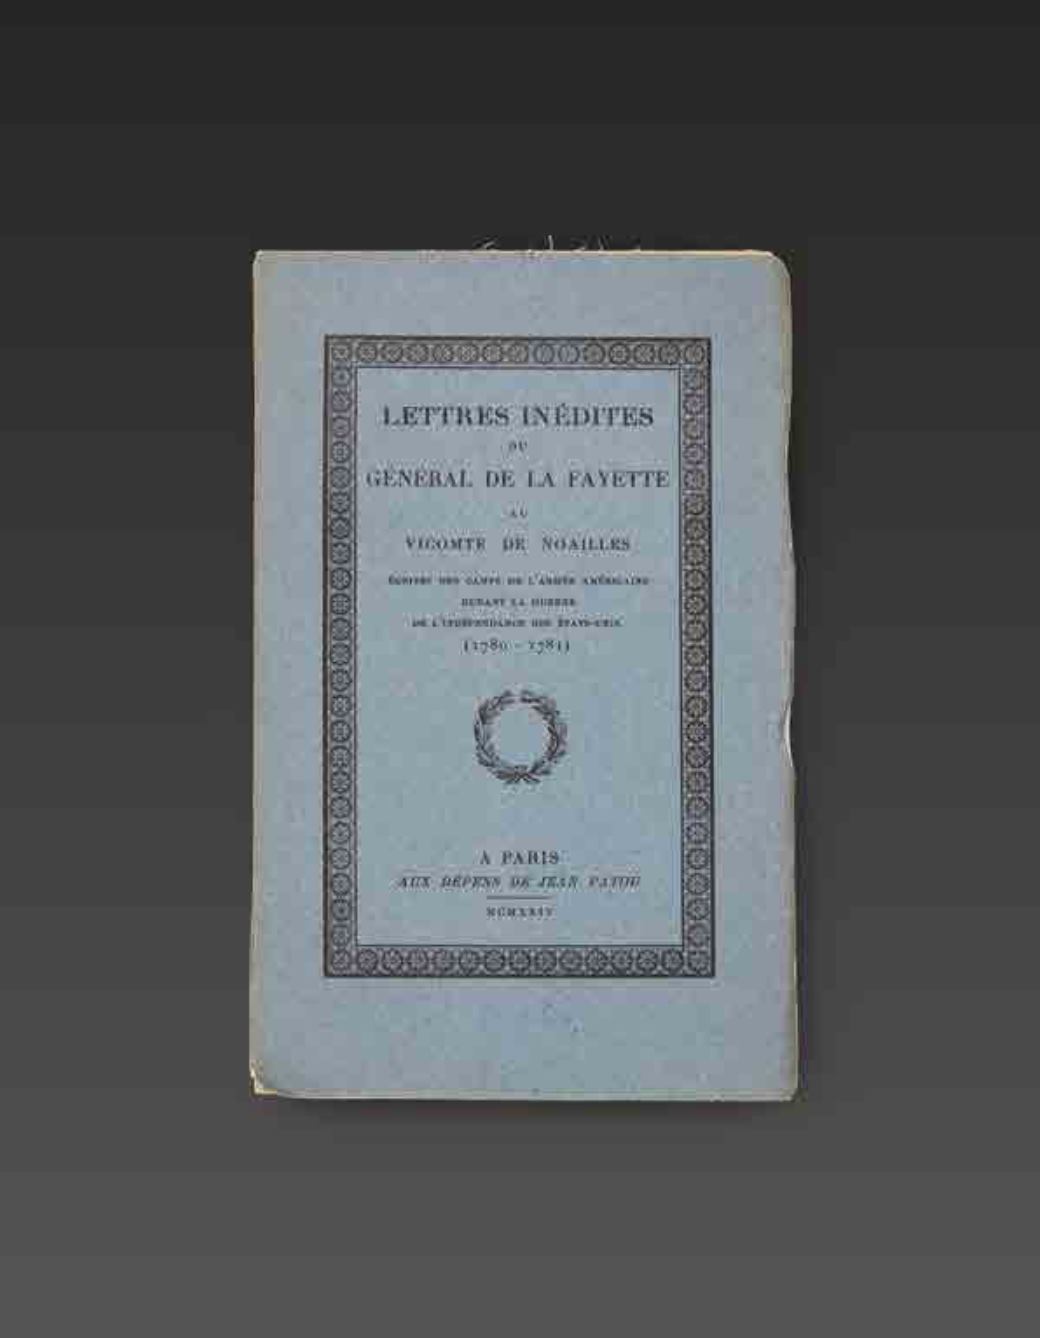 LETTRES INÉDITES
DU
GÉNÉRAL DE LA FAYETTE
AU
VICOMTE DE NOAILLES
ÉCRITES DES CAMPS DE L'ARMÉE AMÉRICAINE
DURANT LA GUERRE
DE L'INDÉPENDANCE DES ÉTATS-UNIS
(1780 - 1781)
A PARIS
AUX DÉPENS DE JEAN PATOU
MCMXXIV